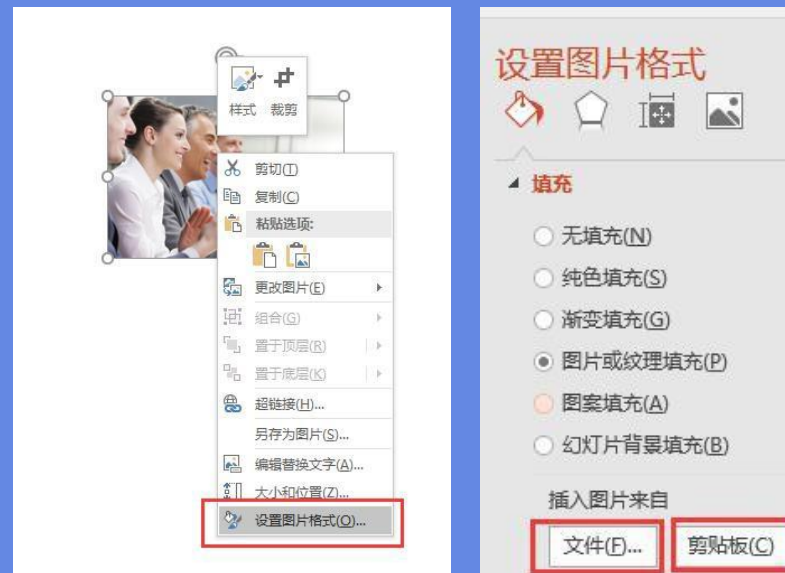 样式 裁剪
剪切(T)
复制(C)
粘贴选项:
更改图片(E)
组合(G)
置于顶层(R)
置于底层(K)
超链接(H)...
另存为图片(S)...
编辑替换文字(A)...
大小和位置(Z)...
设置图片格式(O)...
设置图片格式
填充
无填充(N)
纯色填充(S)
渐变填充(G)
图片或纹理填充(P)
图案填充(A)
幻灯片背景填充(B)
插入图片来自
文件(F)... 剪贴板(C)